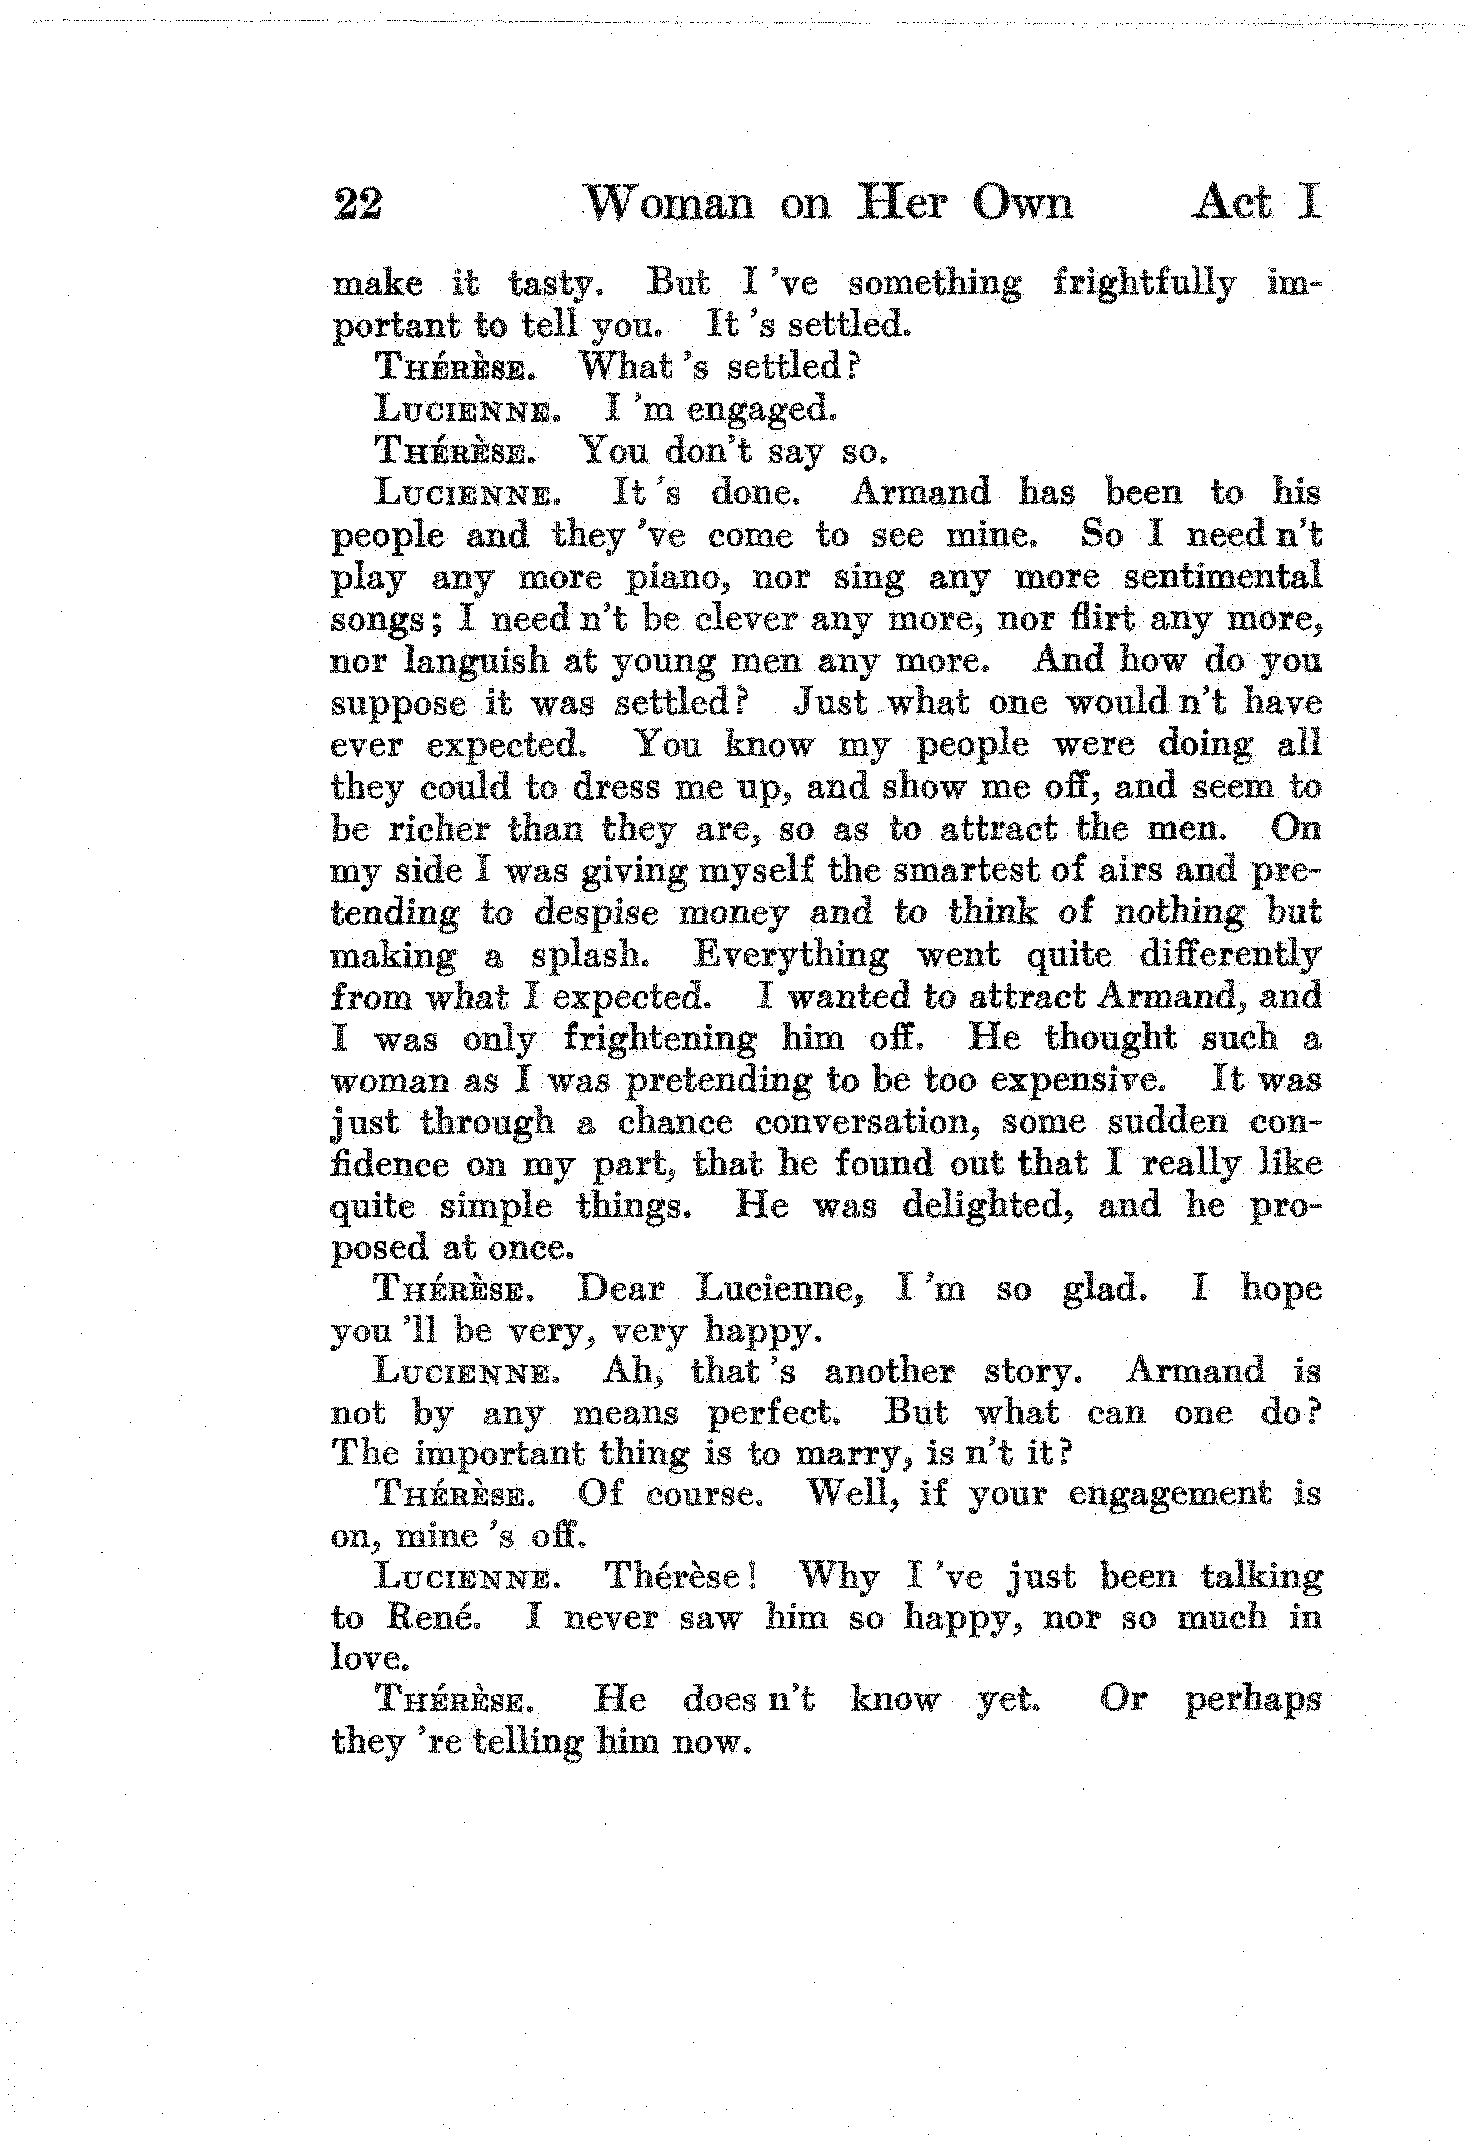 22 Woman on Her Own Act I
make it tasty. But I 've something frightfully im-
portant to tell you. It 's settled.
THÉRÈSE. What 's settled?
LUCIENNE. I 'm engaged.
THÉRÈSE. You don't say so.
LUCIENNE. It 's done. Armand has been to his
people and they 've come to see mine. So I need n't
play any more piano, nor sing any more sentimental
songs; I need n't be clever any more, nor flirt any more,
nor languish at young men any more. And how do you
suppose it was settled? Just what one would n't have
ever expected. You know my people were doing all
they could to dress me up, and show me off, and seem to
be richer than they are, so as to attract the men. On
my side I was giving myself the smartest of airs and pre-
tending to despise money and to think of nothing but
making a splash. Everything went quite differently
from what I expected. I wanted to attract Armand, and
I was only frightening him off. He thought such a
woman as I was pretending to be too expensive. It was
just through a chance conversation, some sudden con-
fidence on my part, that he found out that I really like
quite simple things. He was delighted, and he pro-
posed at once.
THÉRÈSE. Dear Lucienne, I 'm so glad. I hope
you 'll be very, very happy.
LUCIENNE. Ah, that 's another story. Armand is
not by any means perfect. But what can one do?
The important thing is to marry, is n't it?
THÉRÈSE. Of course. Well, if your engagement is
on, mine 's off.
LUCIENNE. Thérèse! Why I 've just been talking
to René. I never saw him so happy, nor so much in
love.
THÉRÈSE. He does n't know yet. Or perhaps
they 're telling him now.